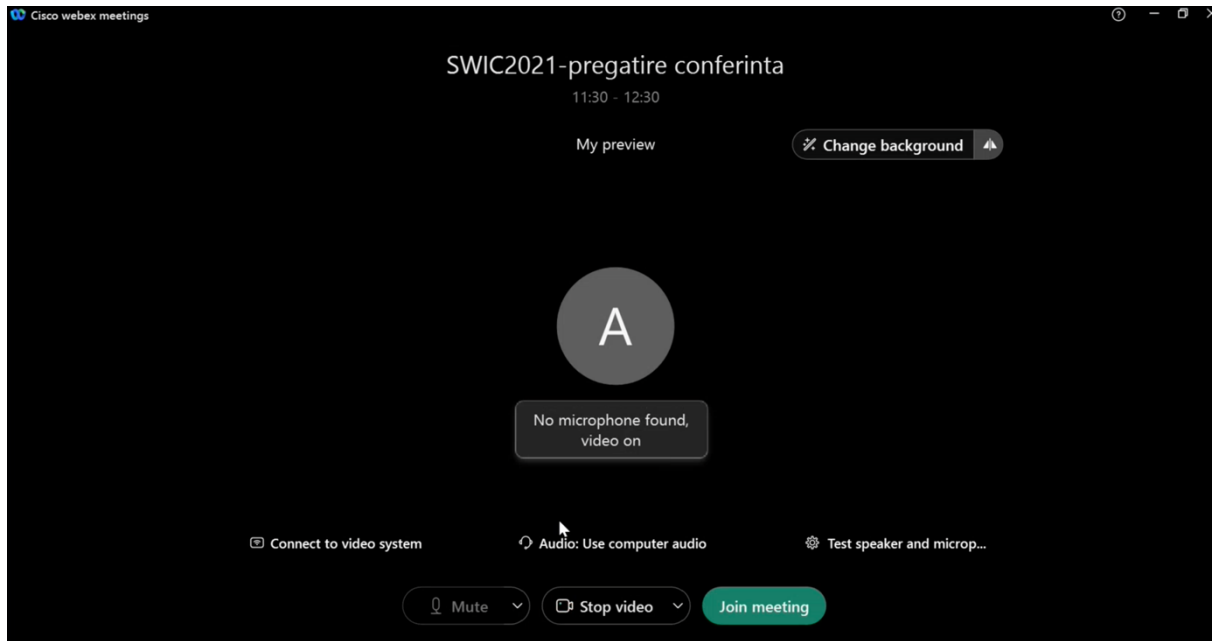 Cisco webex meetings
SWIC2021-pregatire conferinta
11:30 - 12:30
My preview
Change background
A
No microphone found,
video on
Connect to video system
Audio: Use computer audio
Test speaker and microp...
Mute
Stop video
Join meeting